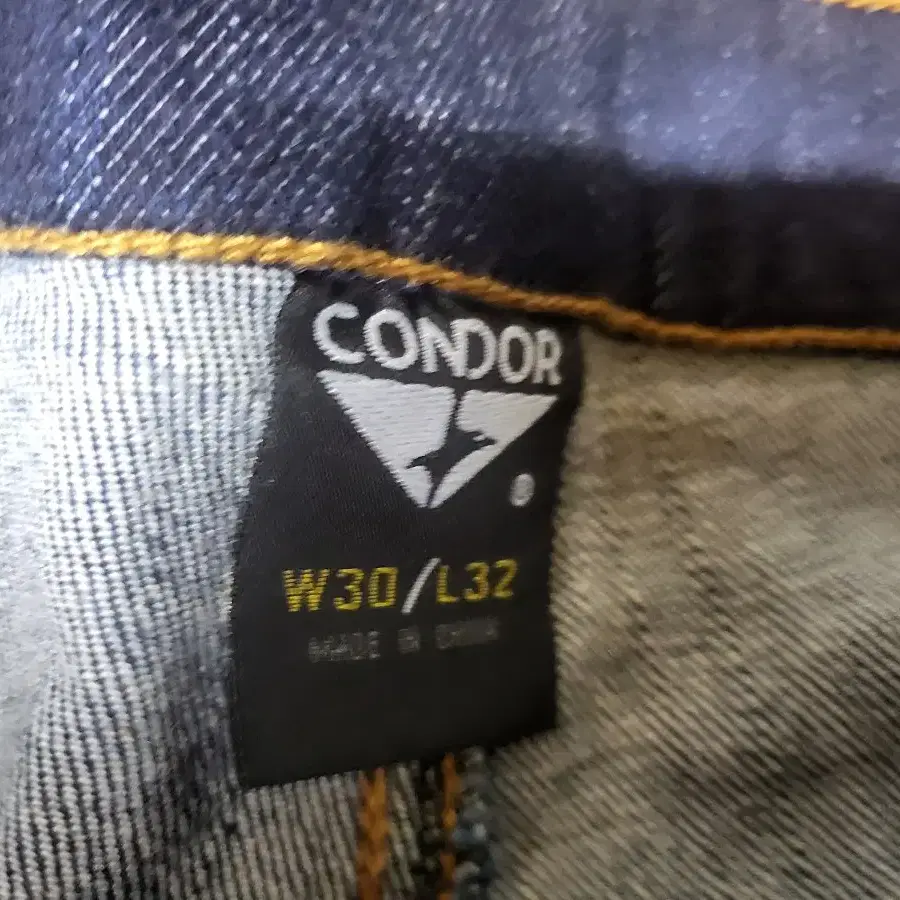 CONDOR
®
W30/L32
MADE IN CHINA